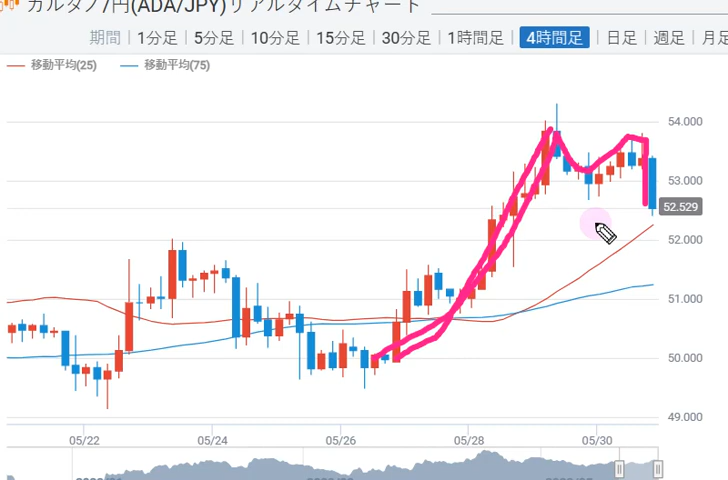 カルダノ/円(ADA/JPY)リアルタイムチャート
期間 | 1分足 | 5分足 | 10分足 | 15分足 | 30分足 | 1時間足 | 4時間足 | 日足 | 週足 | 月足
移動平均(25) 移動平均(75)
54.000
53.000
52.529
52.000
51.000
50.000
49.000
05/22 05/24 05/26 05/28 05/30